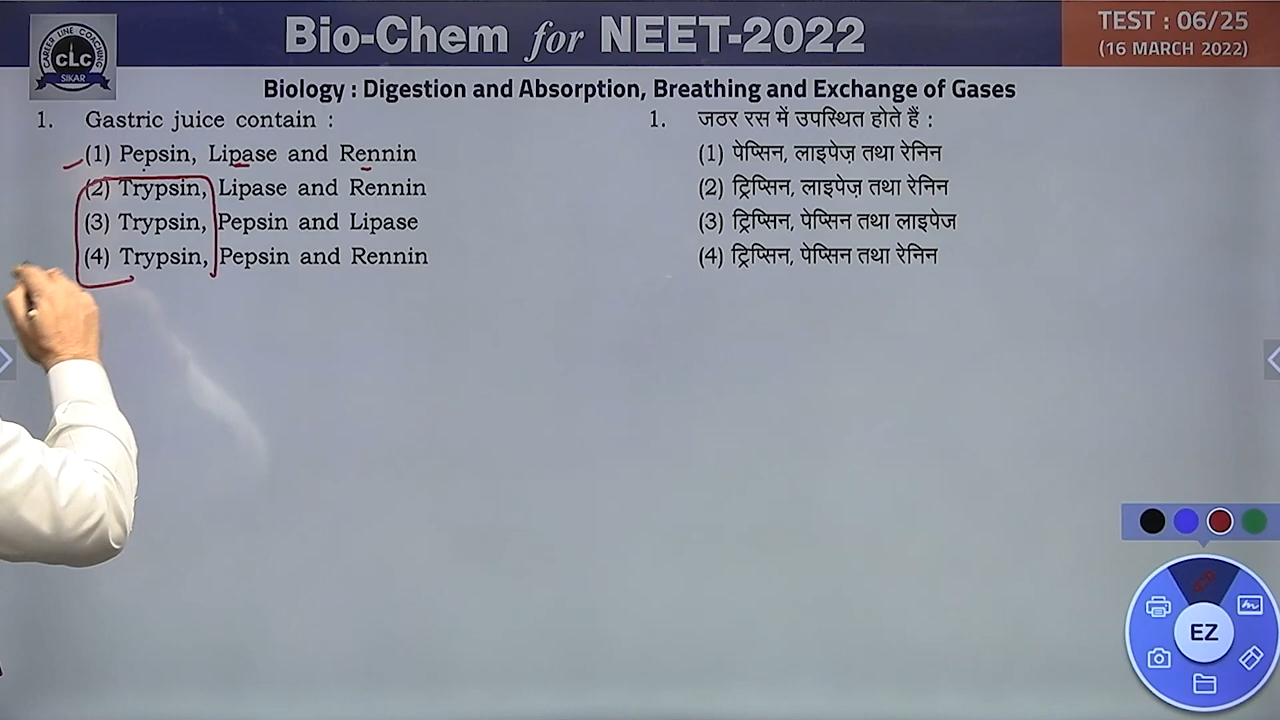 CAREER LINE COACHING
CLC
SIKAR
Bio-Chem for NEET-2022
TEST : 06/25
(16 MARCH 2022)
Biology : Digestion and Absorption, Breathing and Exchange of Gases
1. Gastric juice contain :
(1) Pepsin, Lipase and Rennin
(2) Trypsin, Lipase and Rennin
(3) Trypsin, Pepsin and Lipase
(4) Trypsin, Pepsin and Rennin
1. जठर रस में उपस्थित होते हैं :
(1) पेप्सिन, लाइपेज़ तथा रेनिन
(2) ट्रिप्सिन, लाइपेज़ तथा रेनिन
(3) ट्रिप्सिन, पेप्सिन तथा लाइपेज
(4) ट्रिप्सिन, पेप्सिन तथा रेनिन
EZ